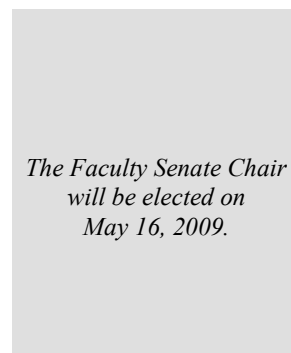 The Faculty Senate Chair
will be elected on
May 16, 2009.